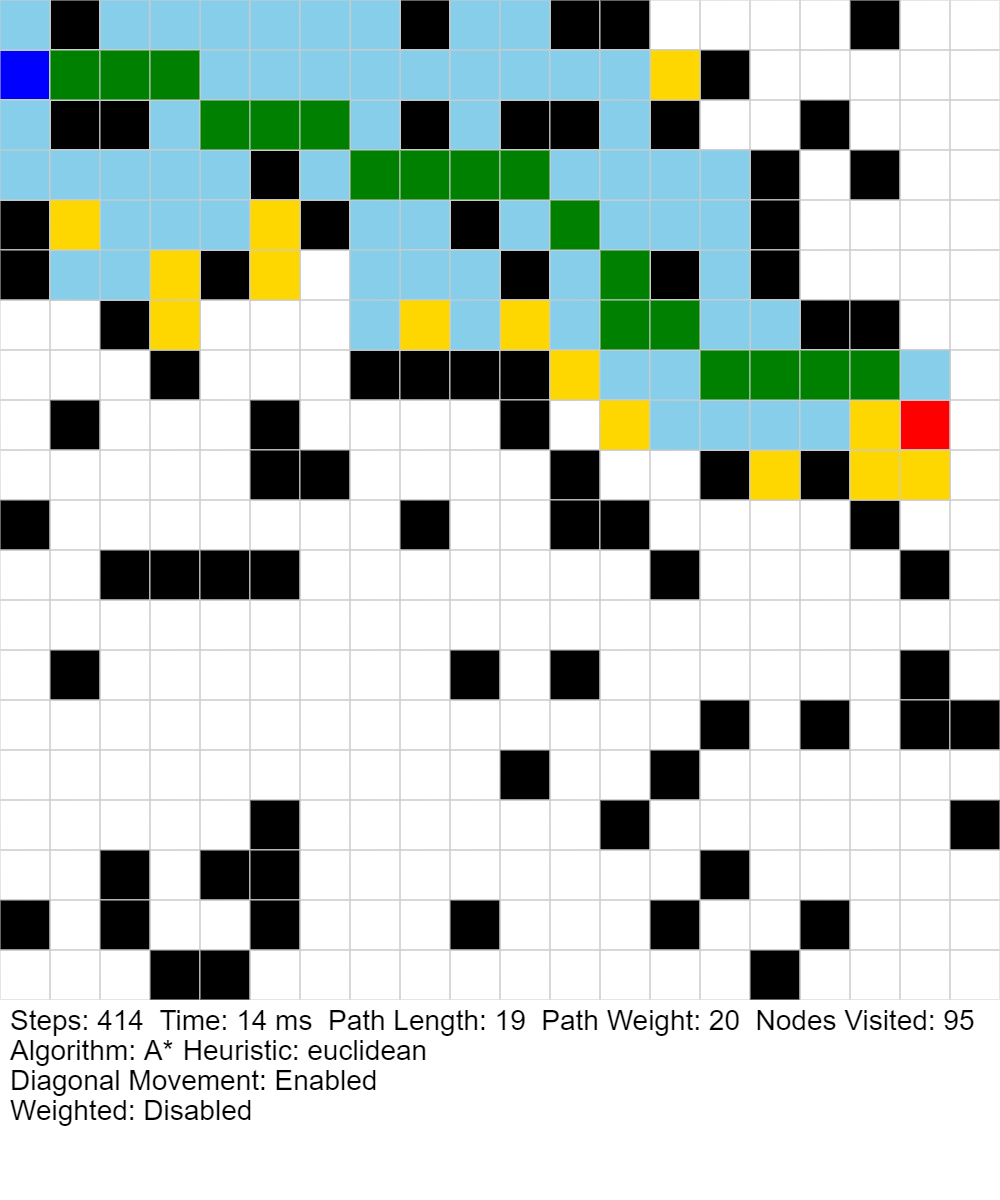 Steps: 414  Time: 14 ms  Path Length: 19  Path Weight: 20  Nodes Visited: 95
Algorithm: A* Heuristic: euclidean
Diagonal Movement: Enabled
Weighted: Disabled